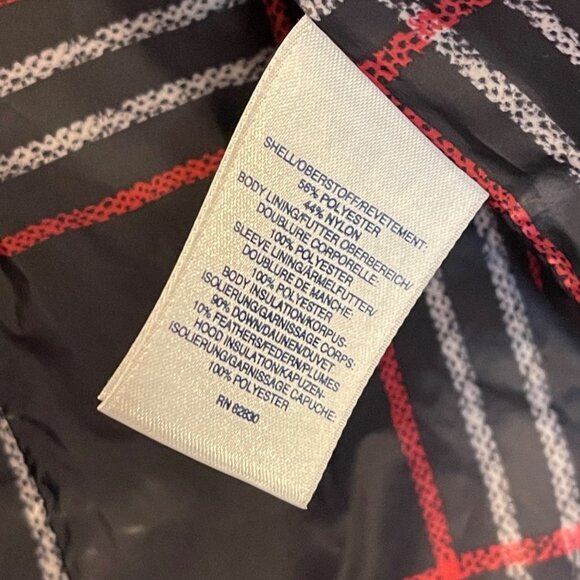 SHELL/OBERSTOFF/REVETEMENT:
56% POLYESTER
44% NYLON
BODY LINING/FUTTER OBERBEREICH/
DOUBLURE CORPORELLE:
100% POLYESTER
SLEEVE LINING/ÄRMELFUTTER/
DOUBLURE DE MANCHE:
100% POLYESTER
BODY INSULATION/KORPUS-
ISOLIERUNG/GARNISSAGE CORPS:
90% DOWN/DAUNEN/DUVET
10% FEATHERS/FEDERN/PLUMES
HOOD INSULATION/KAPUZEN-
ISOLIERUNG/GARNISSAGE CAPUCHE:
100% POLYESTER
RN 62830